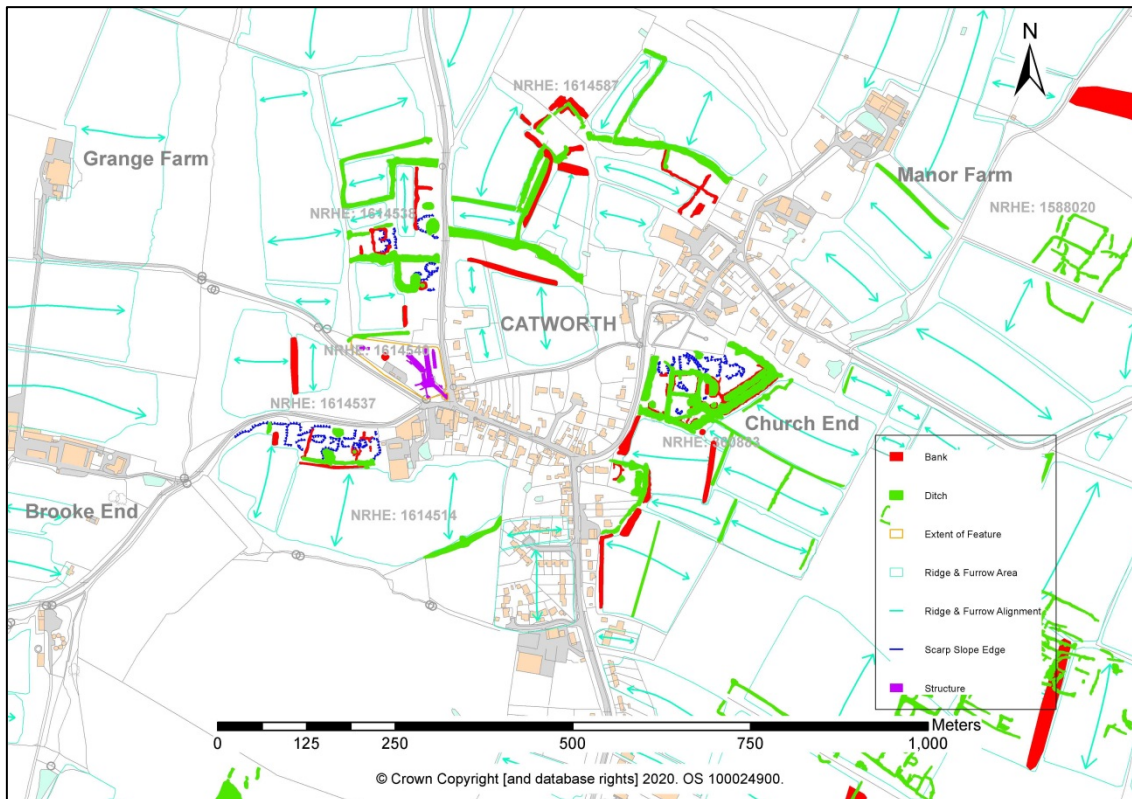 N
NRHE: 1614587
Grange Farm
Manor Farm
NRHE: 1588020
NRHE: 1614538
CATWORTH
NRHE:
NRHE: 1614537
Church End
NRHE:
Brooke End
NRHE: 1614514
Bank
Ditch
Extent of Feature
Ridge & Furrow Area
Ridge & Furrow Alignment
Scarp Slope Edge
Structure
Meters
0 125 250 500 750 1,000
© Crown Copyright [and database rights] 2020. OS 100024900.